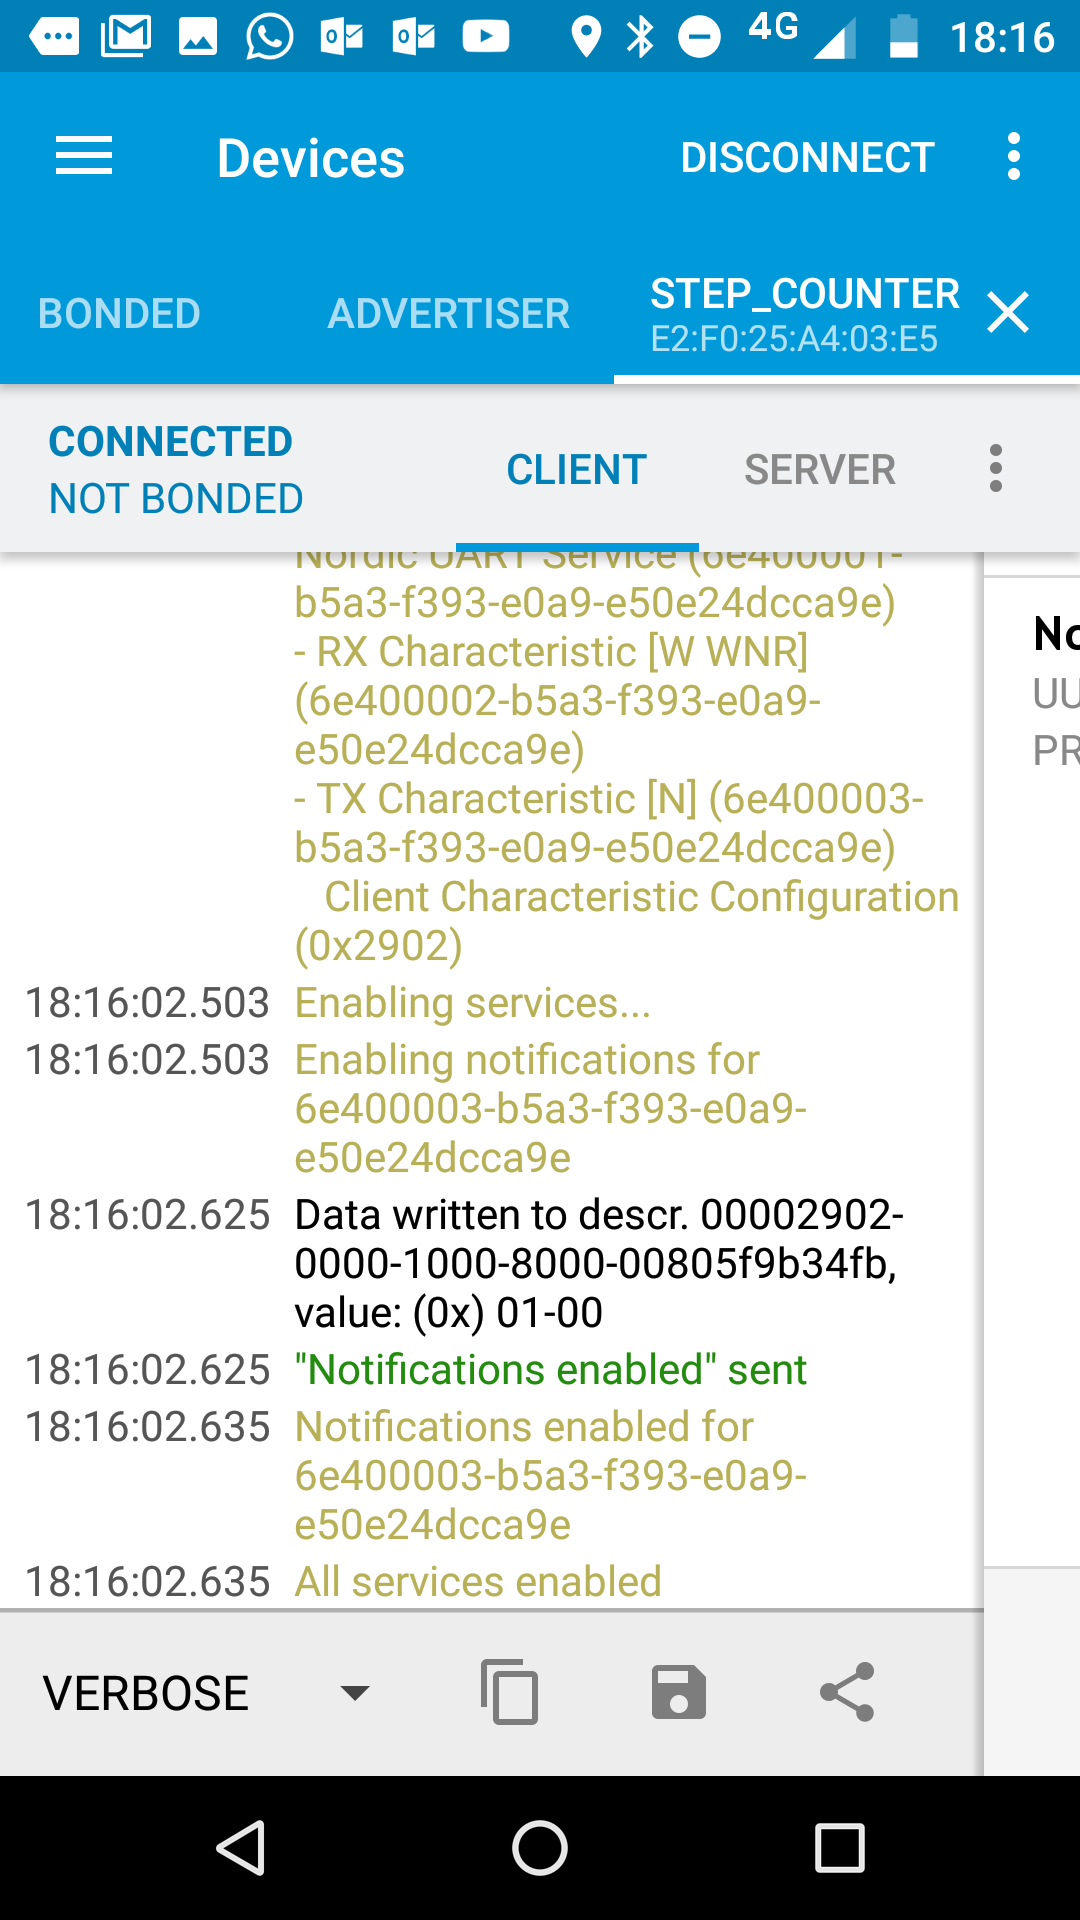 4G 18:16
Devices DISCONNECT
BONDED ADVERTISER STEP_COUNTER
E2:F0:25:A4:03:E5
CONNECTED
NOT BONDED
CLIENT SERVER
Nordic UART Service (6e400001-
b5a3-f393-e0a9-e50e24dcca9e)
- RX Characteristic [W WNR]
(6e400002-b5a3-f393-e0a9-
e50e24dcca9e)
- TX Characteristic [N] (6e400003-
b5a3-f393-e0a9-e50e24dcca9e)
Client Characteristic Configuration
(0x2902)
18:16:02.503 Enabling services...
18:16:02.503 Enabling notifications for
6e400003-b5a3-f393-e0a9-
e50e24dcca9e
18:16:02.625 Data written to descr. 00002902-
0000-1000-8000-00805f9b34fb,
value: (0x) 01-00
18:16:02.625 "Notifications enabled" sent
18:16:02.635 Notifications enabled for
6e400003-b5a3-f393-e0a9-
e50e24dcca9e
18:16:02.635 All services enabled
No
UU
PR
VERBOSE